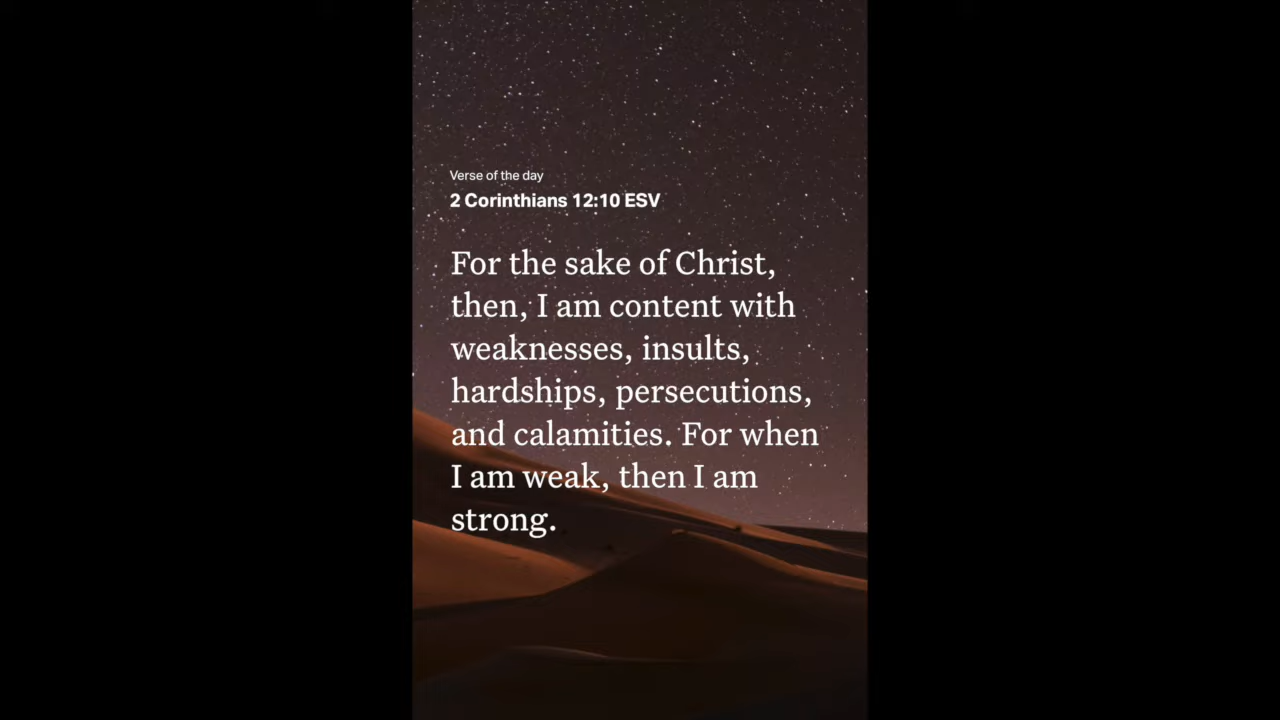 Verse of the day
2 Corinthians 12:10 ESV
For the sake of Christ,
then, I am content with
weaknesses, insults,
hardships, persecutions,
and calamities. For when
I am weak, then I am
strong.